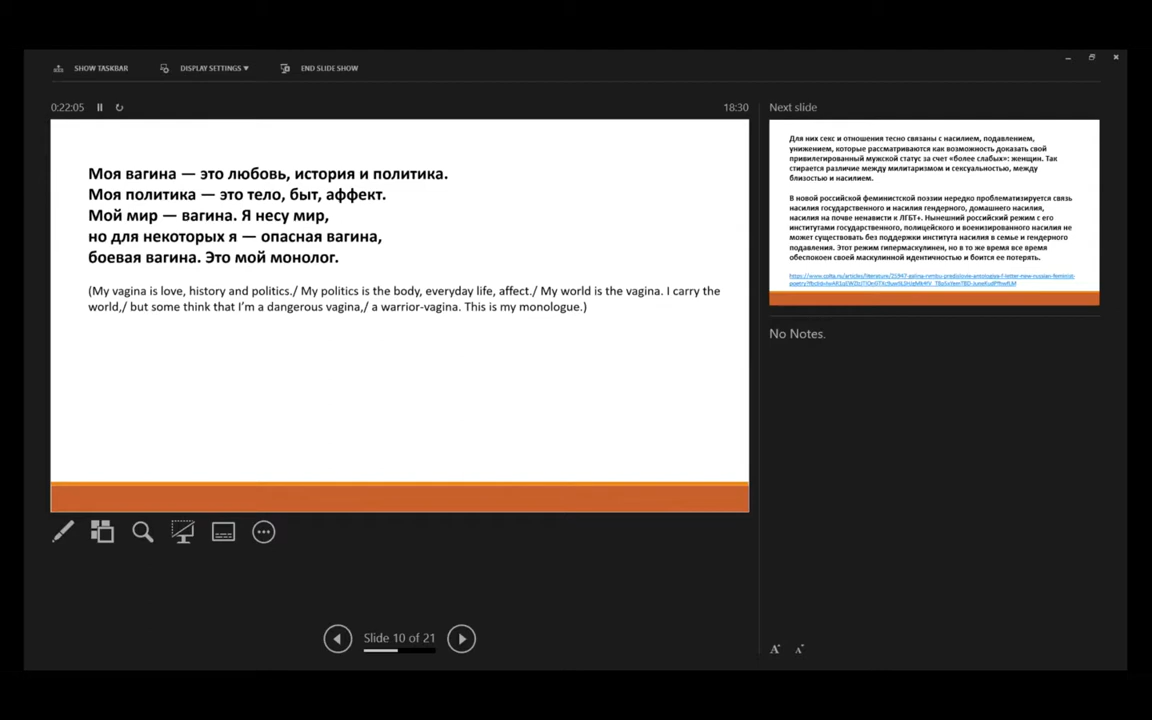 SHOW TASKBAR DISPLAY SETTINGS ▾ END SLIDE SHOW
0:22:05 18:30
Моя вагина — это любовь, история и политика.
Моя политика — это тело, быт, аффект.
Мой мир — вагина. Я несу мир,
но для некоторых я — опасная вагина,
боевая вагина. Это мой монолог.
(My vagina is love, history and politics./ My politics is the body, everyday life, affect./ My world is the vagina. I carry the
world,/ but some think that I'm a dangerous vagina,/ a warrior-vagina. This is my monologue.)
Slide 10 of 21
Next slide
Для них секс и отношения тесно связаны с насилием, подавлением,
унижением, которые рассматриваются как возможность доказать свой
привилегированный мужской статус за счет «более слабых»: женщин. Так
стирается различие между милитаризмом и сексуальностью, между
близостью и насилием.
В новой российской феминистской поэзии нередко проблематизируется связь
насилия государственного и насилия гендерного, домашнего насилия,
насилия на почве ненависти к ЛГБТ+. Нынешний российский режим с его
институтами государственного, полицейского и военизированного насилия не
может существовать без поддержки института насилия в семье и гендерного
подавления. Этот режим гипермаскулинен, но в то же время все время
обеспокоен своей маскулинной идентичностью и боится ее потерять.
No Notes.
A A